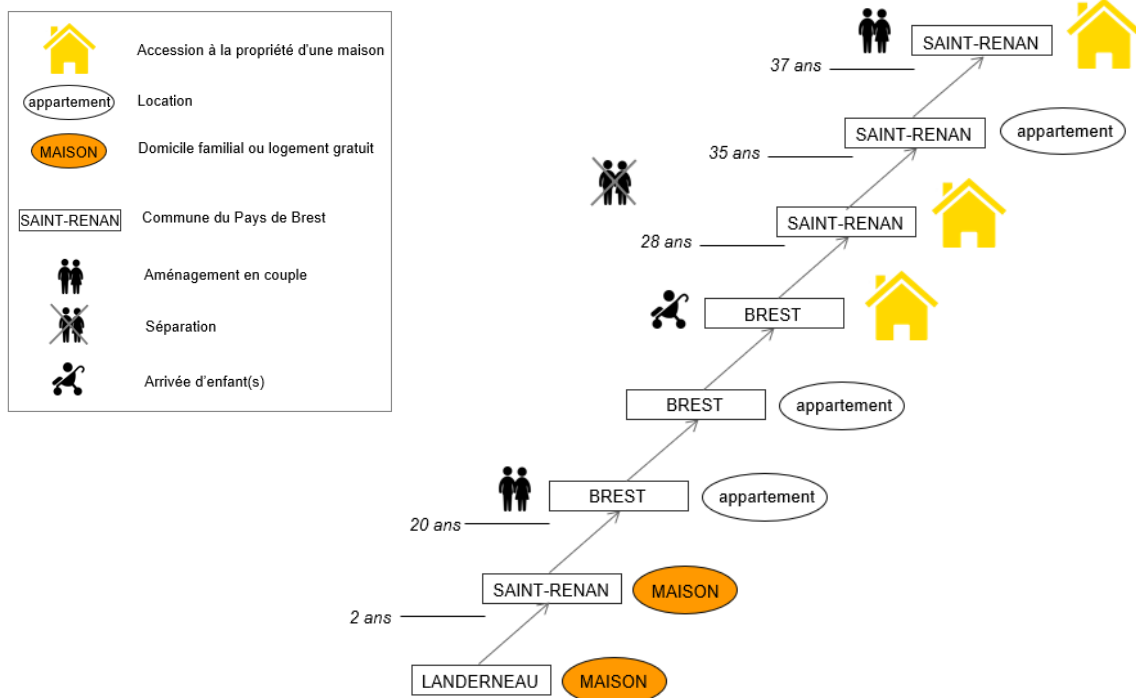 Accession à la propriété d'une maison
appartement
Location
MAISON
Domicile familial ou logement gratuit
SAINT-RENAN
Commune du Pays de Brest
Aménagement en couple
Séparation
Arrivée d'enfant(s)
SAINT-RENAN
37 ans
SAINT-RENAN
appartement
35 ans
SAINT-RENAN
28 ans
BREST
BREST
appartement
BREST
appartement
20 ans
SAINT-RENAN
MAISON
2 ans
LANDERNEAU
MAISON